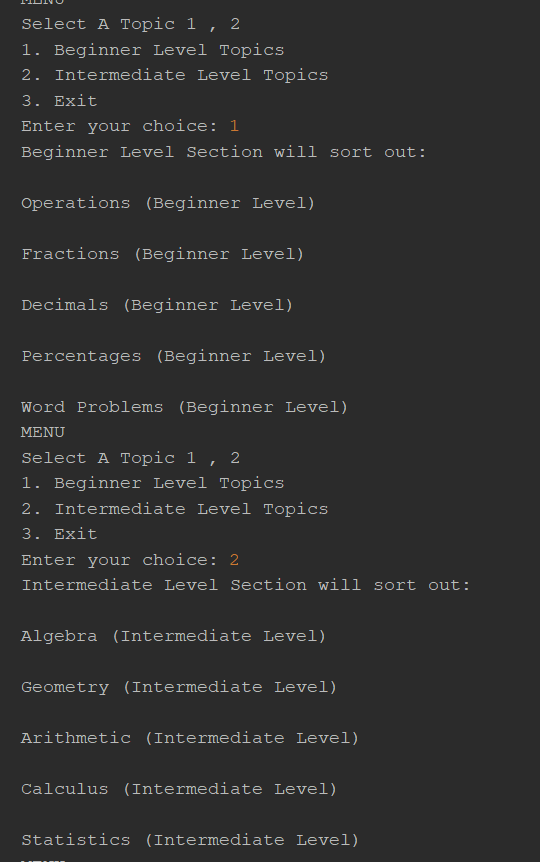 MENU
Select A Topic 1 , 2
1. Beginner Level Topics
2. Intermediate Level Topics
3. Exit
Enter your choice: 1
Beginner Level Section will sort out:
Operations (Beginner Level)
Fractions (Beginner Level)
Decimals (Beginner Level)
Percentages (Beginner Level)
Word Problems (Beginner Level)
MENU
Select A Topic 1 , 2
1. Beginner Level Topics
2. Intermediate Level Topics
3. Exit
Enter your choice: 2
Intermediate Level Section will sort out:
Algebra (Intermediate Level)
Geometry (Intermediate Level)
Arithmetic (Intermediate Level)
Calculus (Intermediate Level)
Statistics (Intermediate Level)